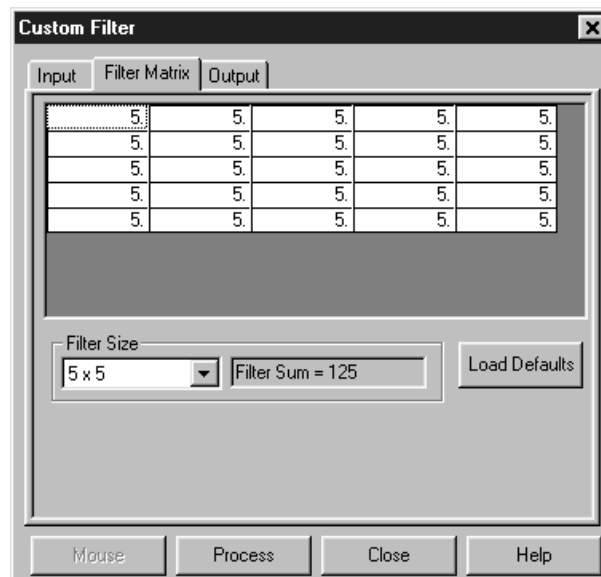 Custom Filter
Input Filter Matrix Output
5. 5. 5. 5. 5.
5. 5. 5. 5. 5.
5. 5. 5. 5. 5.
5. 5. 5. 5. 5.
5. 5. 5. 5. 5.
Filter Size
5 x 5 Filter Sum = 125 Load Defaults
Mouse Process Close Help